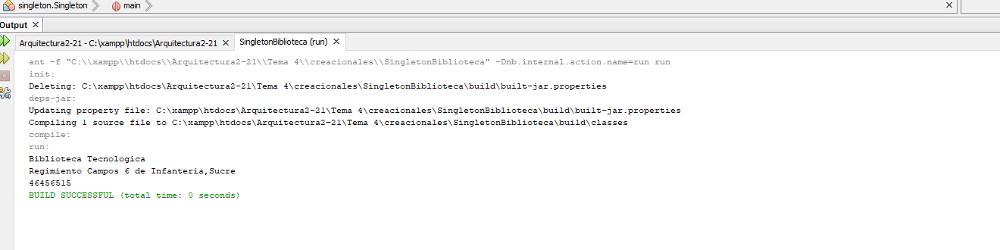 singleton.Singleton main
Output
Arquitectura2-21 - C:\xampp\htdocs\Arquitectura2-21 SingletonBiblioteca (run)
ant -f "C:\\xampp\\htdocs\\Arquitectura2-21\\Tema 4\\creacionales\\SingletonBiblioteca" -Dnb.internal.action.name=run run
init:
Deleting: C:\xampp\htdocs\Arquitectura2-21\Tema 4\creacionales\SingletonBiblioteca\build\built-jar.properties
deps-jar:
Updating property file: C:\xampp\htdocs\Arquitectura2-21\Tema 4\creacionales\SingletonBiblioteca\build\built-jar.properties
Compiling 1 source file to C:\xampp\htdocs\Arquitectura2-21\Tema 4\creacionales\SingletonBiblioteca\build\classes
compile:
run:
Biblioteca Tecnologica
Regimiento Campos 6 de Infanteria,Sucre
46456515
BUILD SUCCESSFUL (total time: 0 seconds)